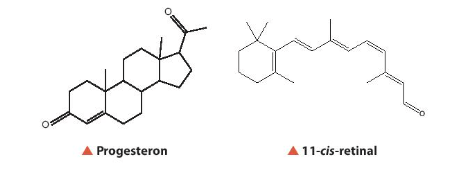 O
O
O
▲ Progesteron
▲ 11-cis-retinal